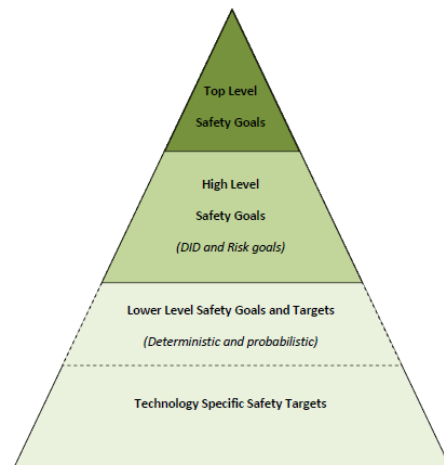 Top Level
Safety Goals
High Level
Safety Goals
(DID and Risk goals)
Lower Level Safety Goals and Targets
(Deterministic and probabilistic)
Technology Specific Safety Targets